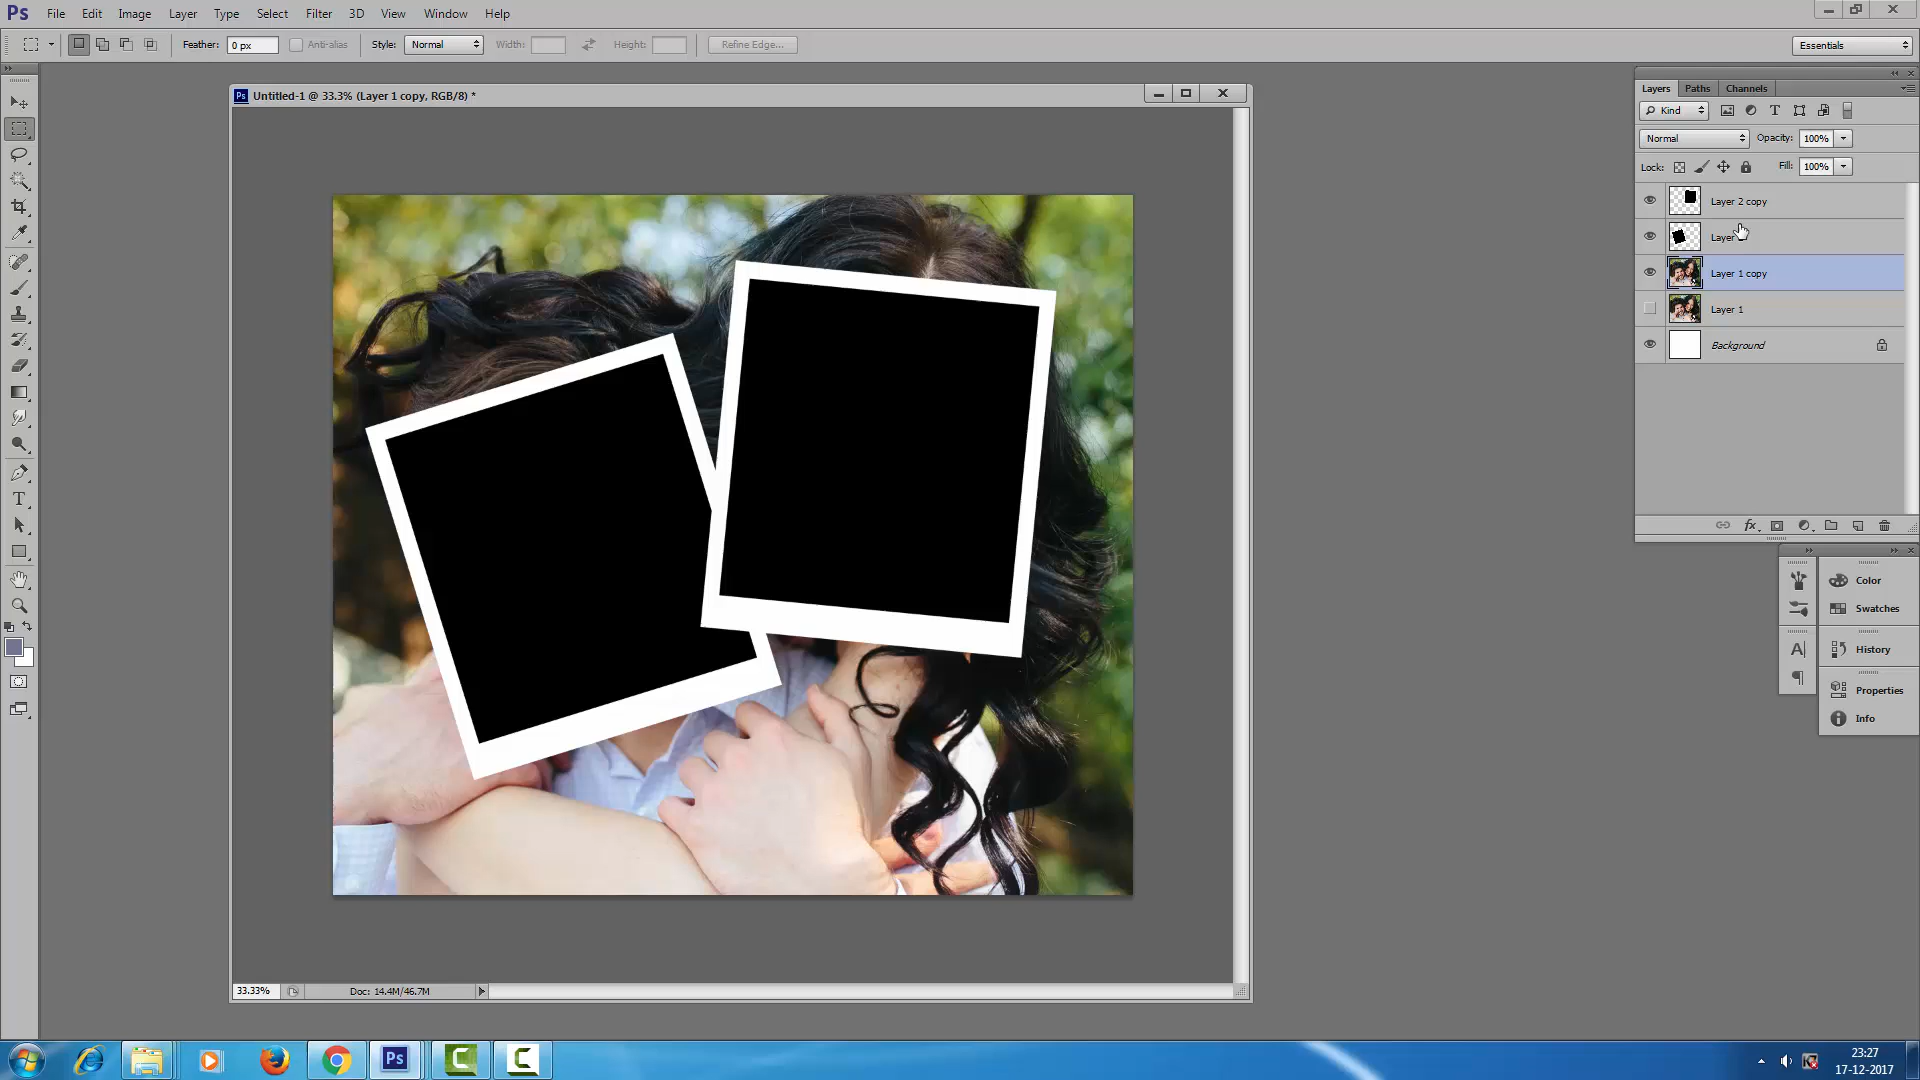 Ps File Edit Image Layer Type Select Filter 3D View Window Help
Feather: 0 px Anti-alias Style: Normal Width: Height: Refine Edge... Essentials
Ps Untitled-1 @ 33.3% (Layer 1 copy, RGB/8) *
Layers Paths Channels
Kind
Normal Opacity: 100%
Lock: Fill: 100%
Layer 2 copy
Layer
Layer 1 copy
Layer 1
Background
Color
Swatches
History
Properties
Info
33.33% Doc: 14.4M/46.7M
Ps
23:27
17-12-2017